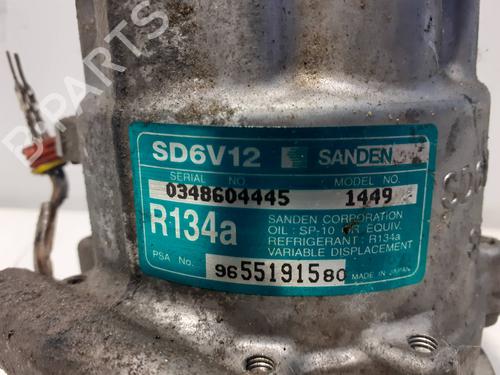 B-PARTS
SD6V12 SANDEN
SERIAL NO. MODEL NO.
0348604445 1449
R134a
SANDEN CORPORATION
OIL : SP-10 OR EQUIV.
REFRIGERANT : R134a
VARIABLE DISPLACEMENT
PSA No. 9655191580
MADE IN JAPAN